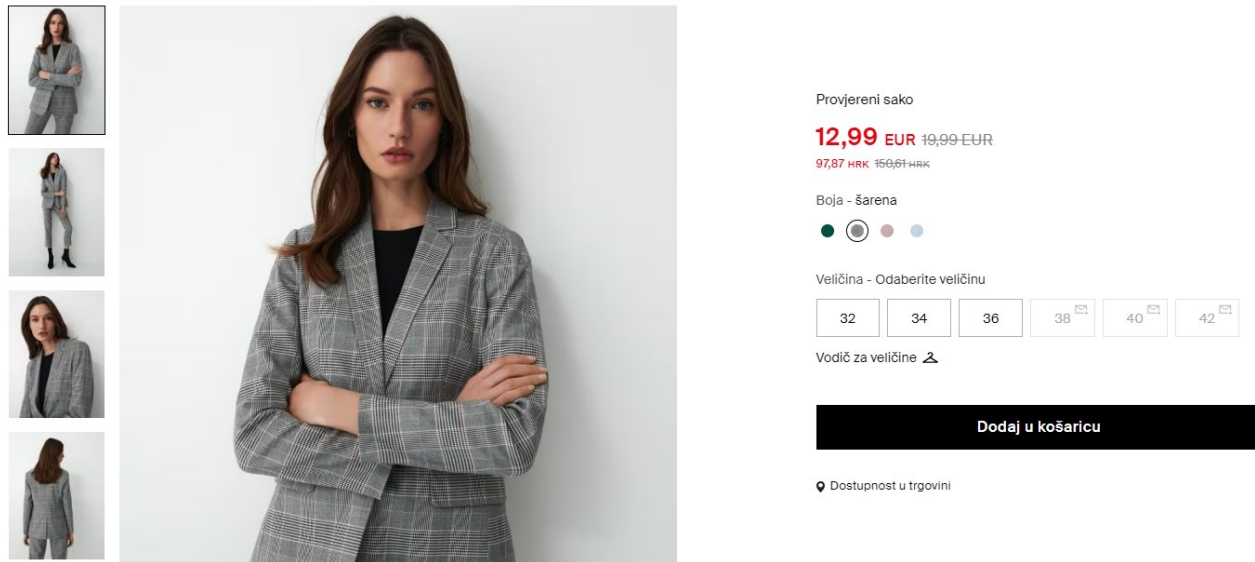 Provjereni sako
12,99 EUR 19,99 EUR
97,87 HRK 150,61 HRK
Boja - šarena
Veličina - Odaberite veličinu
32 34 36 38 40 42
Vodič za veličine
Dodaj u košaricu
Dostupnost u trgovini